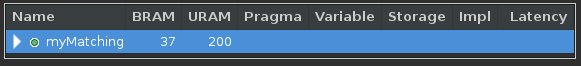 Name BRAM URAM Pragma Variable Storage Impl Latency
myMatching 37 200